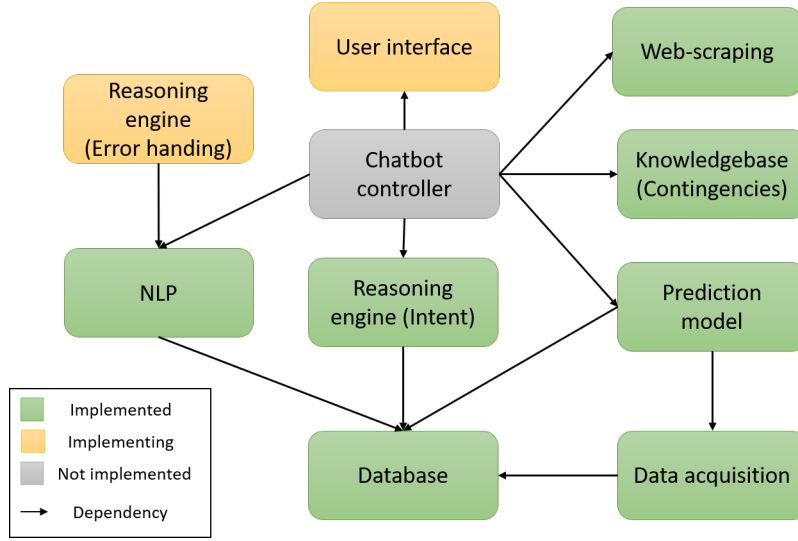 User interface
Web-scraping
Reasoning
engine
(Error handing)
Chatbot
controller
Knowledgebase
(Contingencies)
NLP
Reasoning
engine (Intent)
Prediction
model
Implemented
Implementing
Not implemented
Dependency
Database
Data acquisition